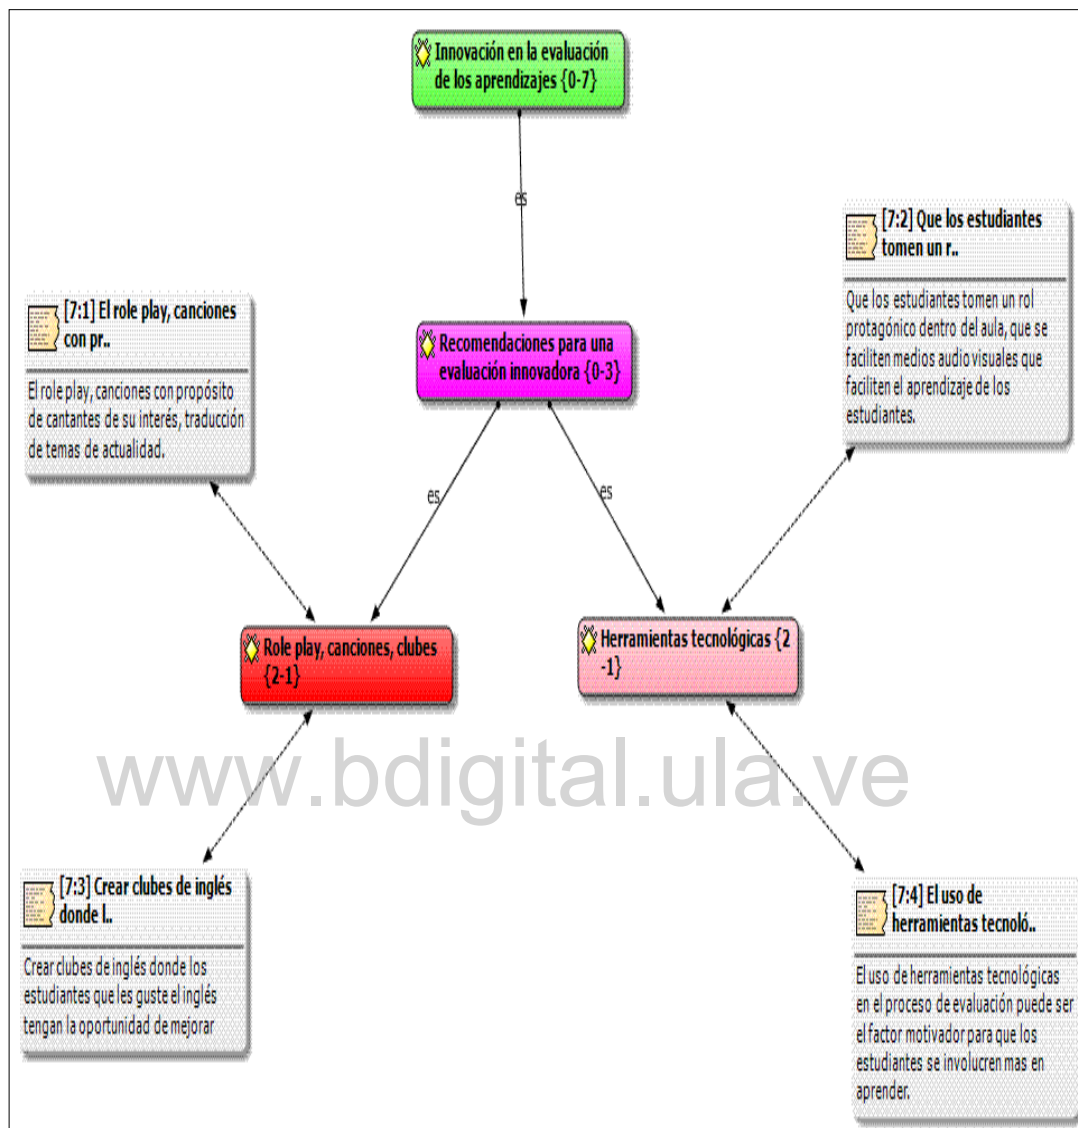 Innovación en la evaluación
de los aprendizajes {0-7}
es
[7:2] Que los estudiantes
tomen un r..
Que los estudiantes tomen un rol
protagónico dentro del aula, que se
faciliten medios audio visuales que
faciliten el aprendizaje de los
estudiantes.
[7:1] El role play, canciones
con pr..
El role play, canciones con propósito
de cantantes de su interés, traducción
de temas de actualidad.
Recomendaciones para una
evaluación innovadora {0-3}
es
es
Role play, canciones, clubes
{2-1}
Herramientas tecnológicas {2
-1}
www.bdigital.ula.ve
[7:3] Crear clubes de inglés
donde l..
Crear clubes de inglés donde los
estudiantes que les guste el inglés
tengan la oportunidad de mejorar
[7:4] El uso de
herramientas tecnoló..
El uso de herramientas tecnológicas
en el proceso de evaluación puede ser
el factor motivador para que los
estudiantes se involucren mas en
aprender.